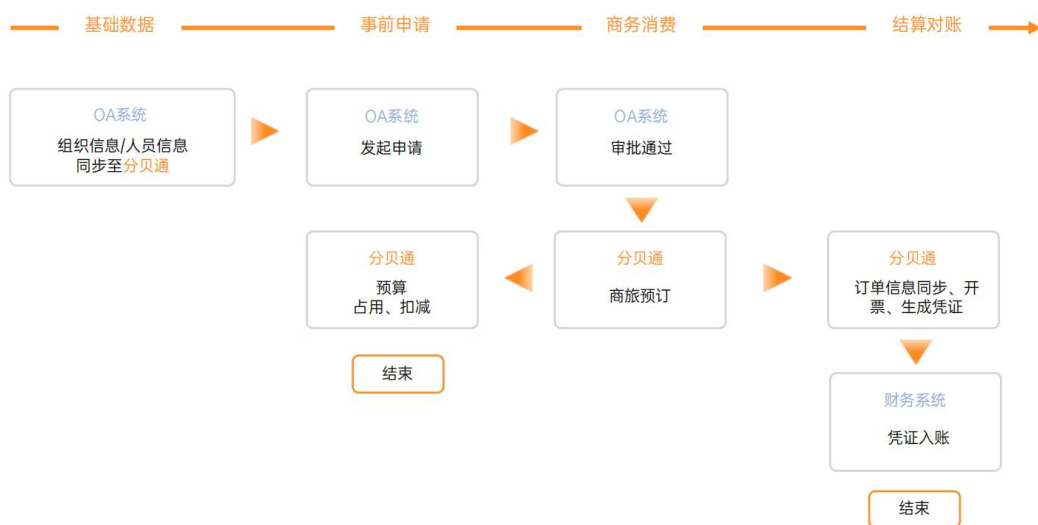 基础数据
事前申请
商务消费
结算对账
OA系统
组织信息/人员信息
同步至分贝通
OA系统
发起申请
OA系统
审批通过
分贝通
预算
占用、扣减
分贝通
商旅预订
分贝通
订单信息同步、开
票、生成凭证
结束
财务系统
凭证入账
结束